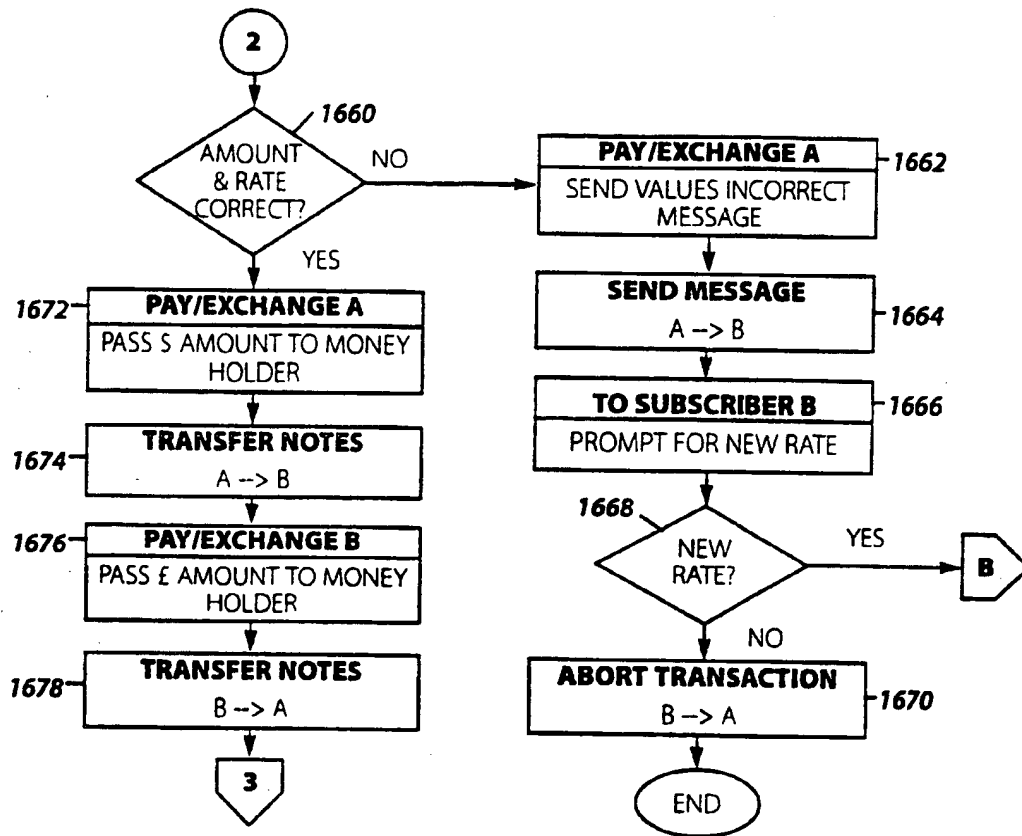 2
1660
AMOUNT
& RATE
CORRECT?
NO
YES
1672
PAY/EXCHANGE A
PASS $ AMOUNT TO MONEY
HOLDER
1674
TRANSFER NOTES
A --> B
1676
PAY/EXCHANGE B
PASS £ AMOUNT TO MONEY
HOLDER
1678
TRANSFER NOTES
B --> A
3
PAY/EXCHANGE A
1662
SEND VALUES INCORRECT
MESSAGE
SEND MESSAGE
1664
A --> B
TO SUBSCRIBER B
1666
PROMPT FOR NEW RATE
1668
NEW
RATE?
YES
B
NO
ABORT TRANSACTION
1670
B --> A
END